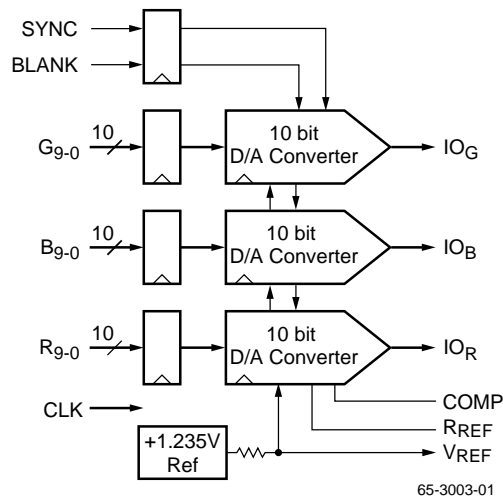 SYNC
BLANK
G9-0
10
10 bit
D/A Converter
IOG
B9-0
10
10 bit
D/A Converter
IOB
R9-0
10
10 bit
D/A Converter
IOR
CLK
COMP
RREF
VREF
+1.235V
Ref
65-3003-01